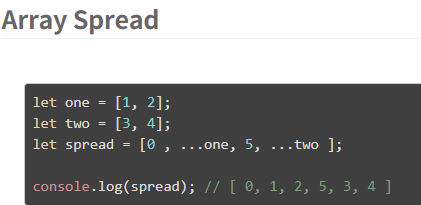 Array Spread
let one = [1, 2];
let two = [3, 4];
let spread = [0 , ...one, 5, ...two ];
console.log(spread); // [ 0, 1, 2, 5, 3, 4 ]